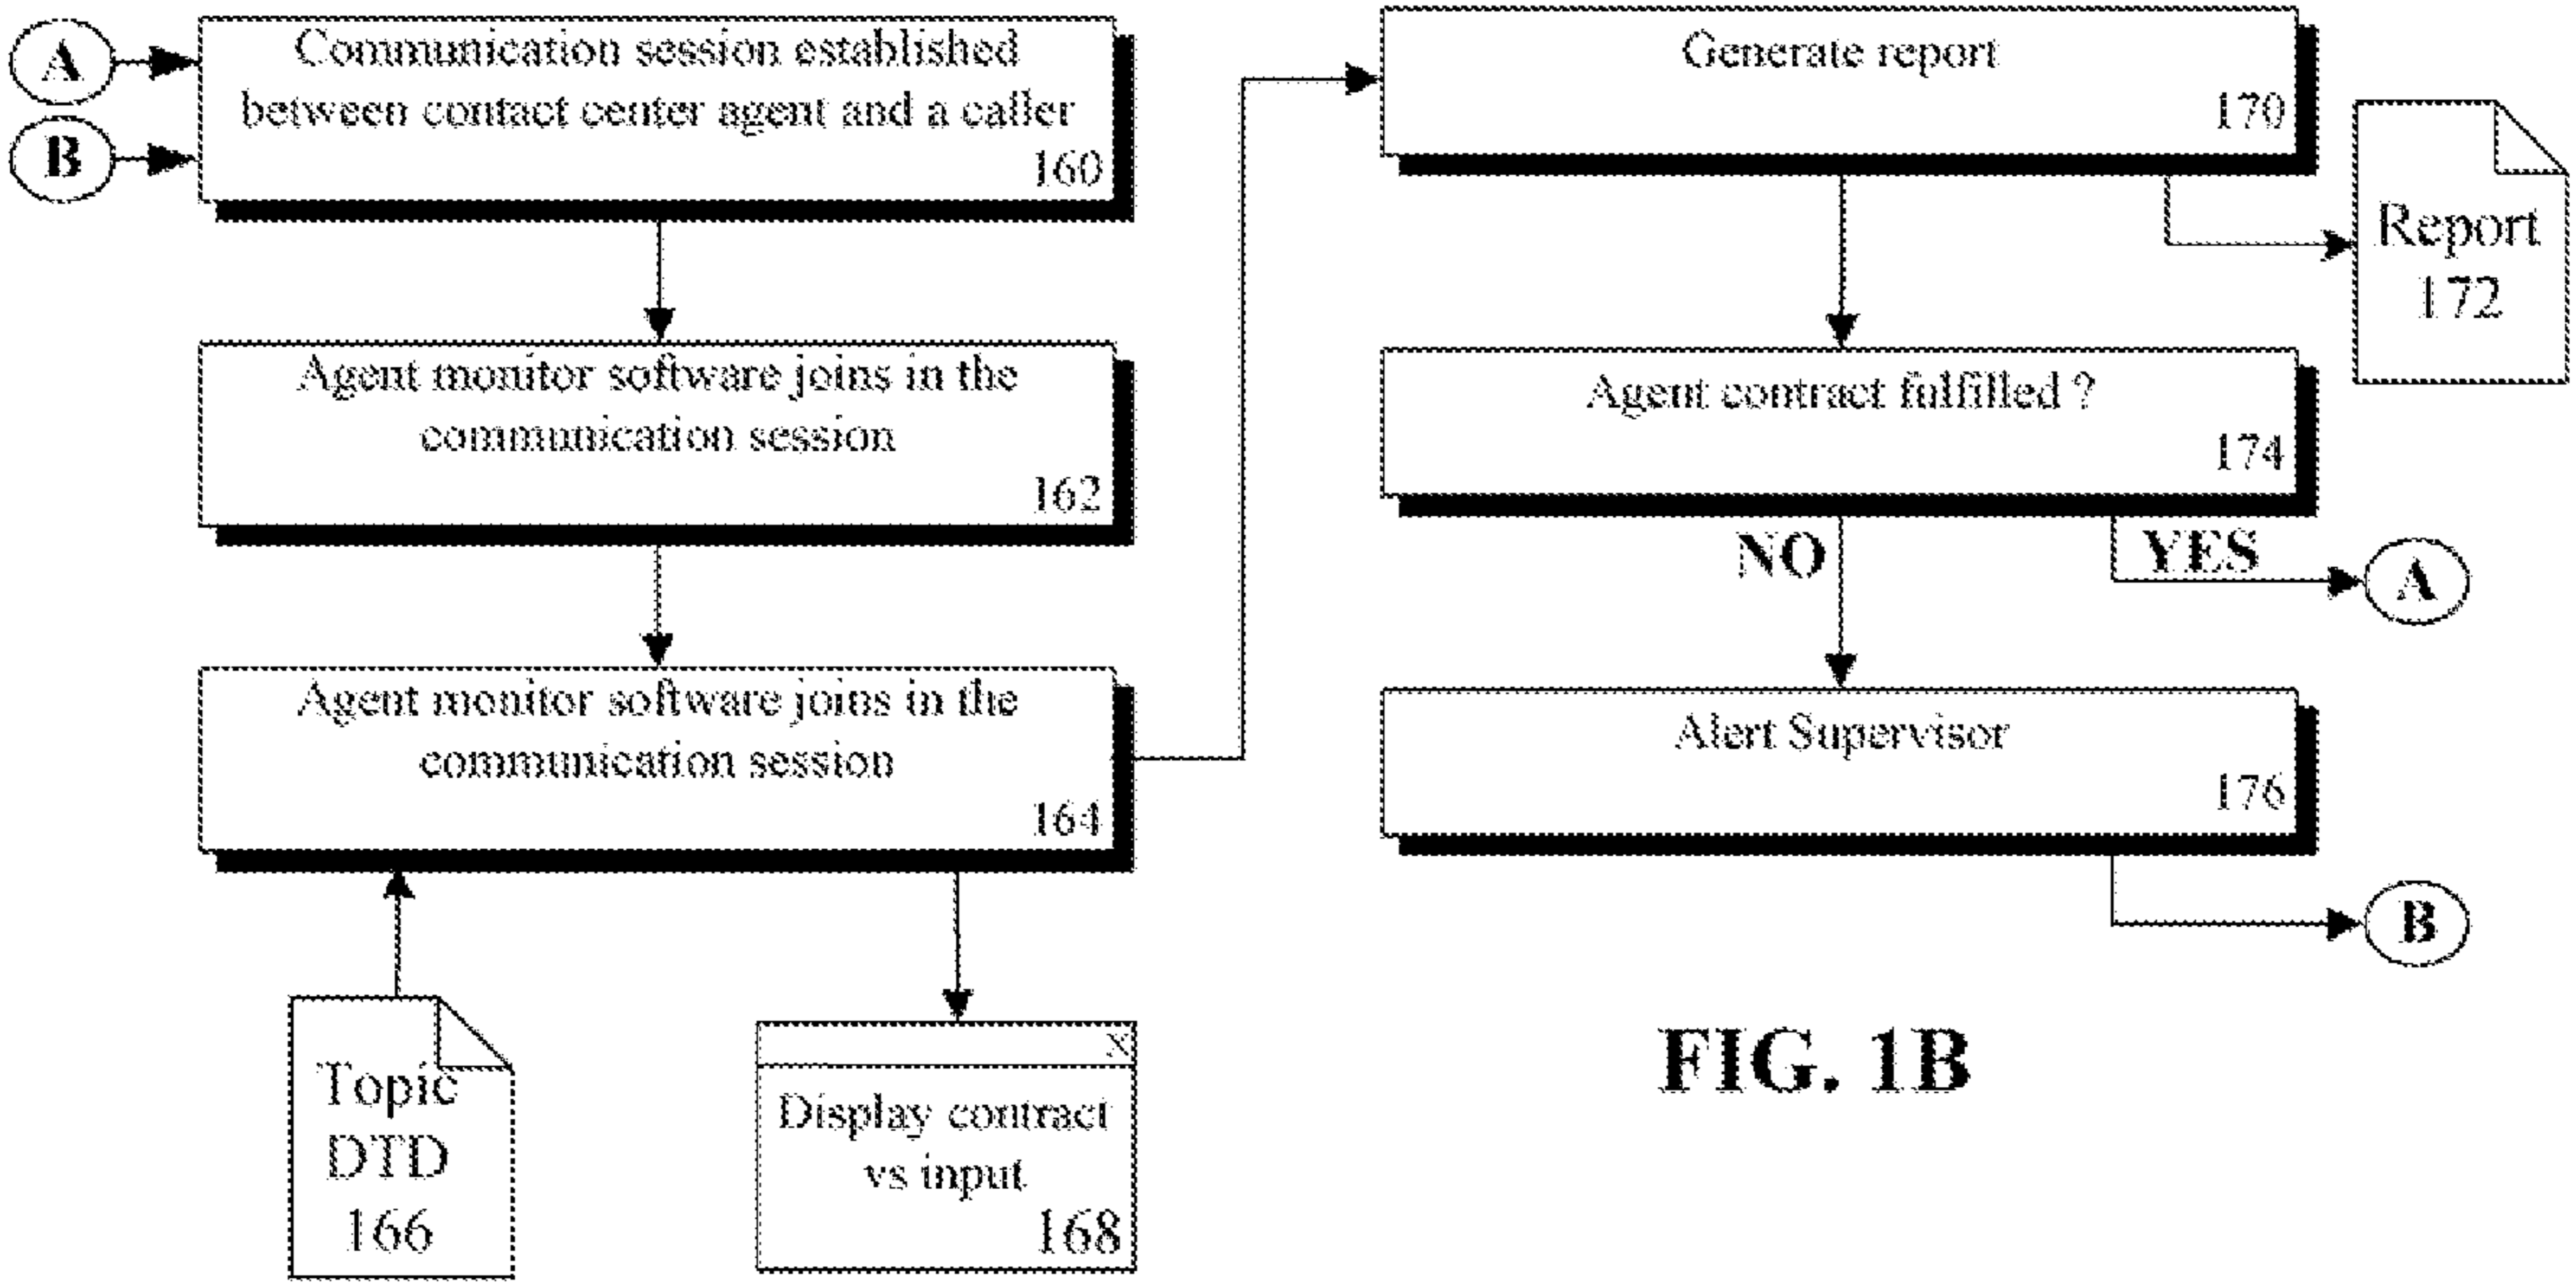 A
B
Communication session established
between contact center agent and a caller
160
Agent monitor software joins in the
communication session
162
Agent monitor software joins in the
communication session
164
Topic
DTD
166
X
Display contract
vs input
168
Generate report
170
Report
172
Agent contract fulfilled ?
174
NO
YES
A
Alert Supervisor
176
B
FIG. 1B